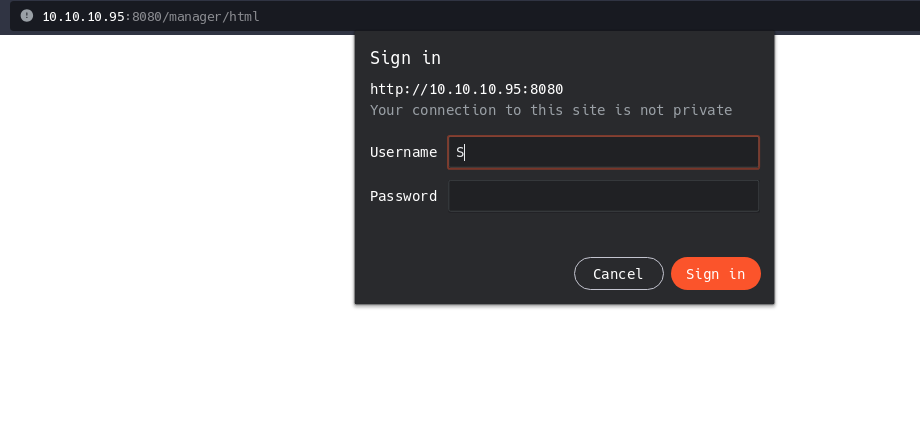 10.10.10.95:8080/manager/html
Sign in
http://10.10.10.95:8080
Your connection to this site is not private
Username S
Password
Cancel Sign in